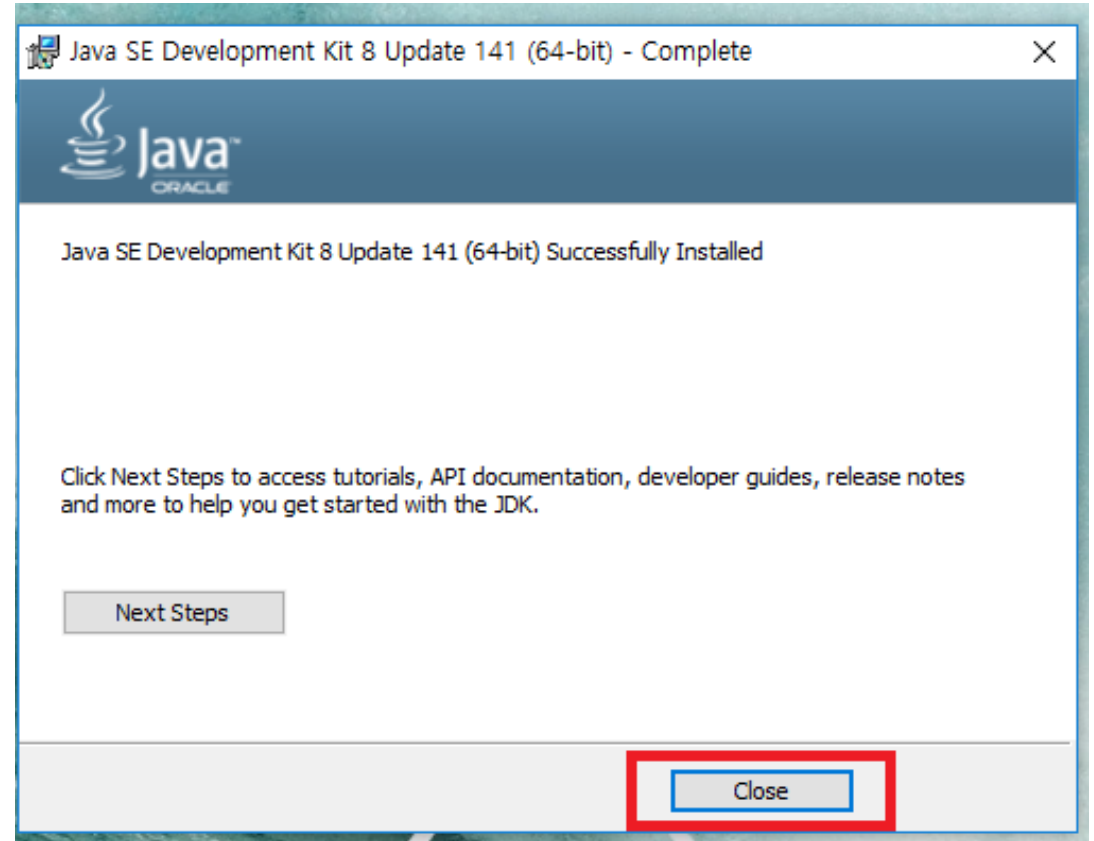 Java SE Development Kit 8 Update 141 (64-bit) - Complete
Java™
ORACLE
Java SE Development Kit 8 Update 141 (64-bit) Successfully Installed
Click Next Steps to access tutorials, API documentation, developer guides, release notes
and more to help you get started with the JDK.
Next Steps
Close